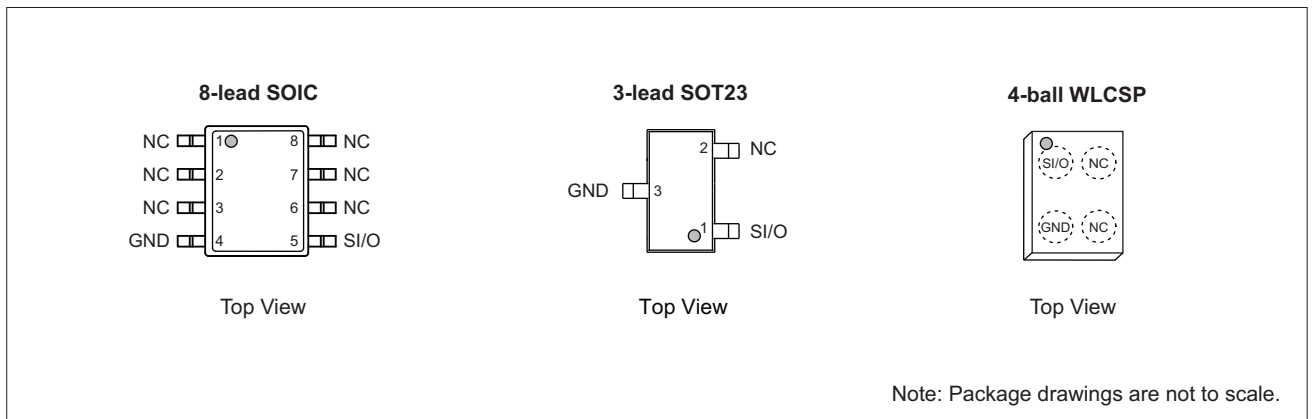 8-lead SOIC
NC 1 8 NC
NC 2 7 NC
NC 3 6 NC
GND 4 5 SI/O
Top View
3-lead SOT23
2 NC
GND 3
1 SI/O
Top View
4-ball WLCSP
SI/O NC
GND NC
Top View
Note: Package drawings are not to scale.